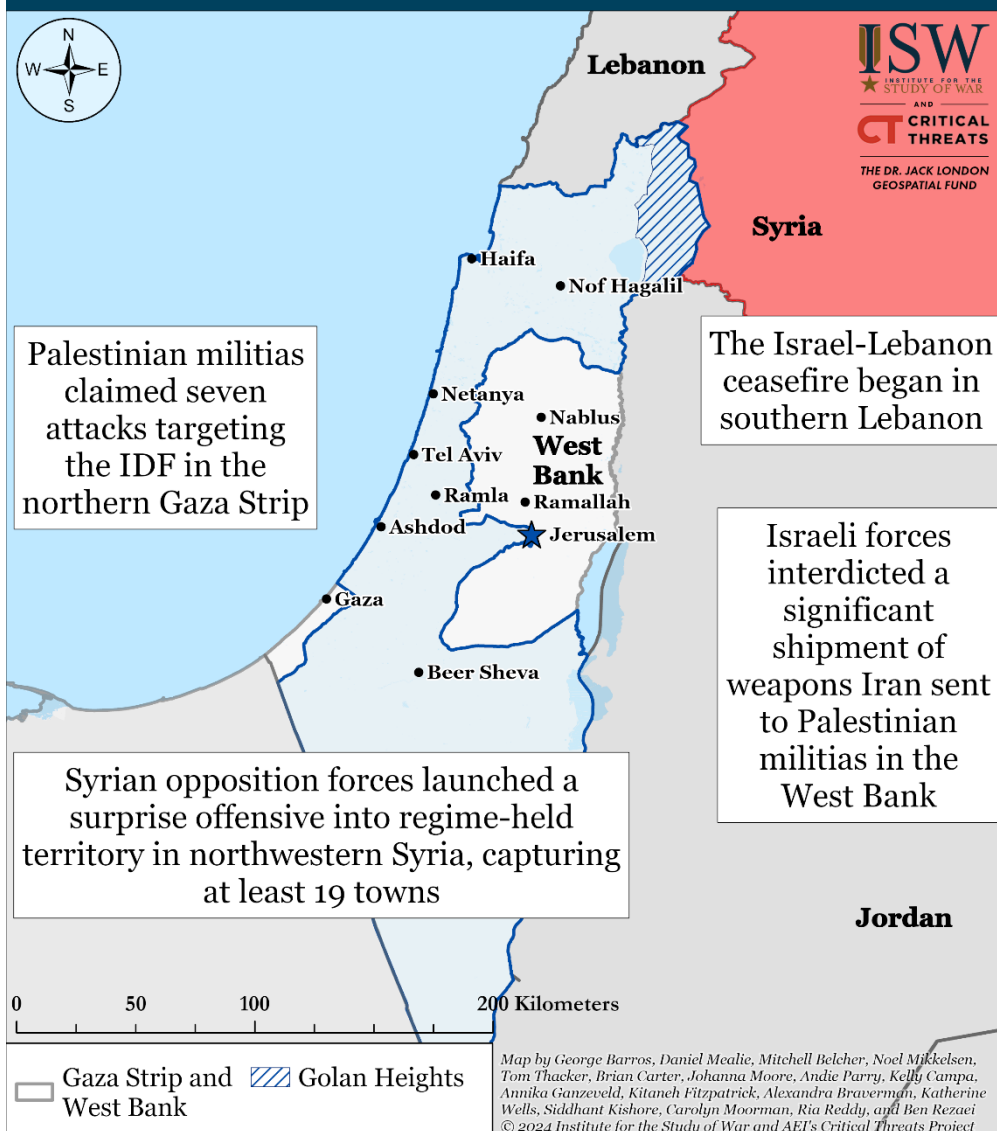 N
W
E
S
Lebanon
ISW
INSTITUTE FOR THE
STUDY OF WAR
AND
CT CRITICAL
THREATS
THE DR. JACK LONDON
GEOSPATIAL FUND
Syria
Haifa
Nof Hagalil
Palestinian militias
claimed seven
attacks targeting
the IDF in the
northern Gaza Strip
The Israel-Lebanon
ceasefire began in
southern Lebanon
Netanya
Nablus
West
Bank
Tel Aviv
Ramla
Ramallah
Ashdod
Jerusalem
Gaza
Beer Sheva
Israeli forces
interdicted a
significant
shipment of
weapons Iran sent
to Palestinian
militias in the
West Bank
Syrian opposition forces launched a
surprise offensive into regime-held
territory in northwestern Syria, capturing
at least 19 towns
Jordan
0 50 100 200 Kilometers
Gaza Strip and
West Bank
Golan Heights
Map by George Barros, Daniel Mealie, Mitchell Belcher, Noel Mikkelsen,
Tom Thacker, Brian Carter, Johanna Moore, Andie Parry, Kelly Campa,
Annika Ganzeveld, Kitaneh Fitzpatrick, Alexandra Braverman, Katherine
Wells, Siddhant Kishore, Carolyn Moorman, Ria Reddy, and Ben Rezaei
© 2024 Institute for the Study of War and AEI's Critical Threats Project